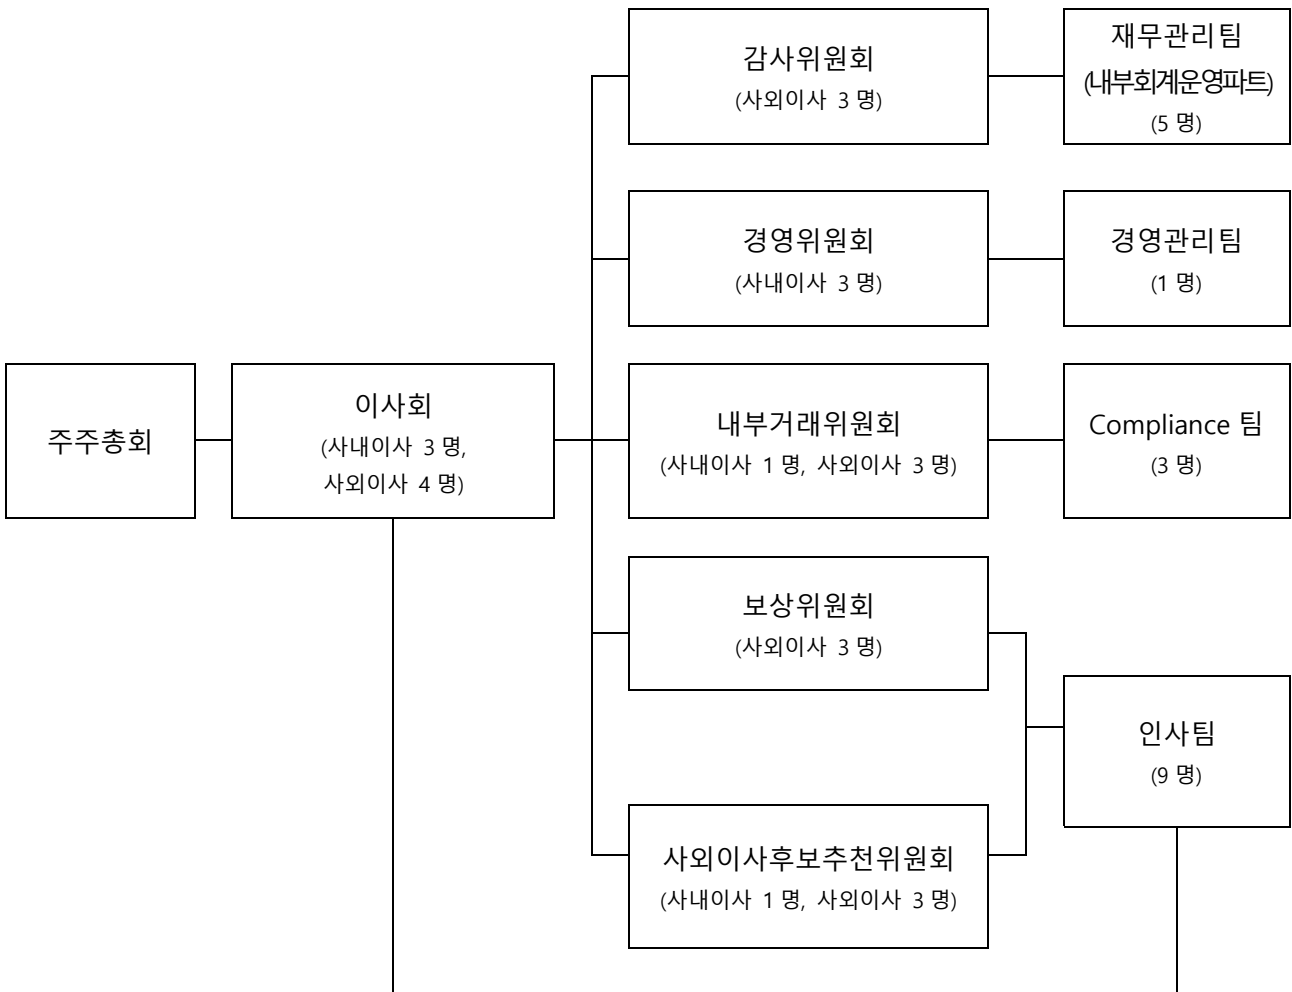 감사위원회
(사외이사 3 명)
재무관리팀
(내부회계운영파트)
(5 명)
경영위원회
(사내이사 3 명)
경영관리팀
(1 명)
주주총회
이사회
(사내이사 3 명,
사외이사 4 명)
내부거래위원회
(사내이사 1 명, 사외이사 3 명)
Compliance 팀
(3 명)
보상위원회
(사외이사 3 명)
인사팀
(9 명)
사외이사후보추천위원회
(사내이사 1 명, 사외이사 3 명)